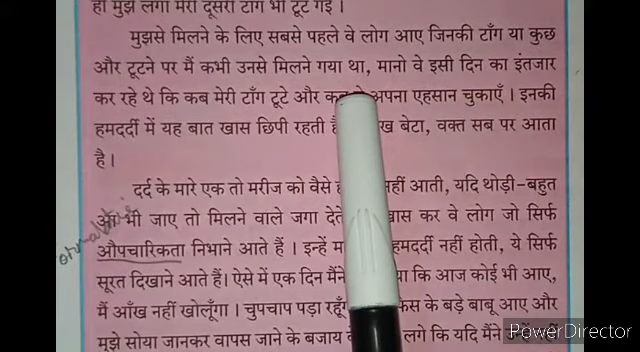 ही मुझे लगा मेरी दूसरी टाँग भी टूट गई ।
मुझसे मिलने के लिए सबसे पहले वे लोग आए जिनकी टाँग या कुछ
और टूटने पर मैं कभी उनसे मिलने गया था, मानो वे इसी दिन का इंतजार
कर रहे थे कि कब मेरी टाँग टूटे और कब अपना एहसान चुकाएँ । इनकी
हमदर्दी में यह बात खास छिपी रहती बेटा, वक्त सब पर आता
है ।
दर्द के मारे एक तो मरीज को वैसे नहीं आती, यदि थोड़ी-बहुत
आ भी जाए तो मिलने वाले जगा देते खास कर वे लोग जो सिर्फ
औपचारिकता निभाने आते हैं । इन्हें हमदर्दी नहीं होती, ये सिर्फ
सूरत दिखाने आते हैं। ऐसे में एक दिन मैंने कि आज कोई भी आए,
मैं आँख नहीं खोलूँगा । चुपचाप पड़ा के बड़े बाबू आए और
मुझे सोया जानकर वापस जाने के बजाय लगे कि यदि मैंने
PowerDirector